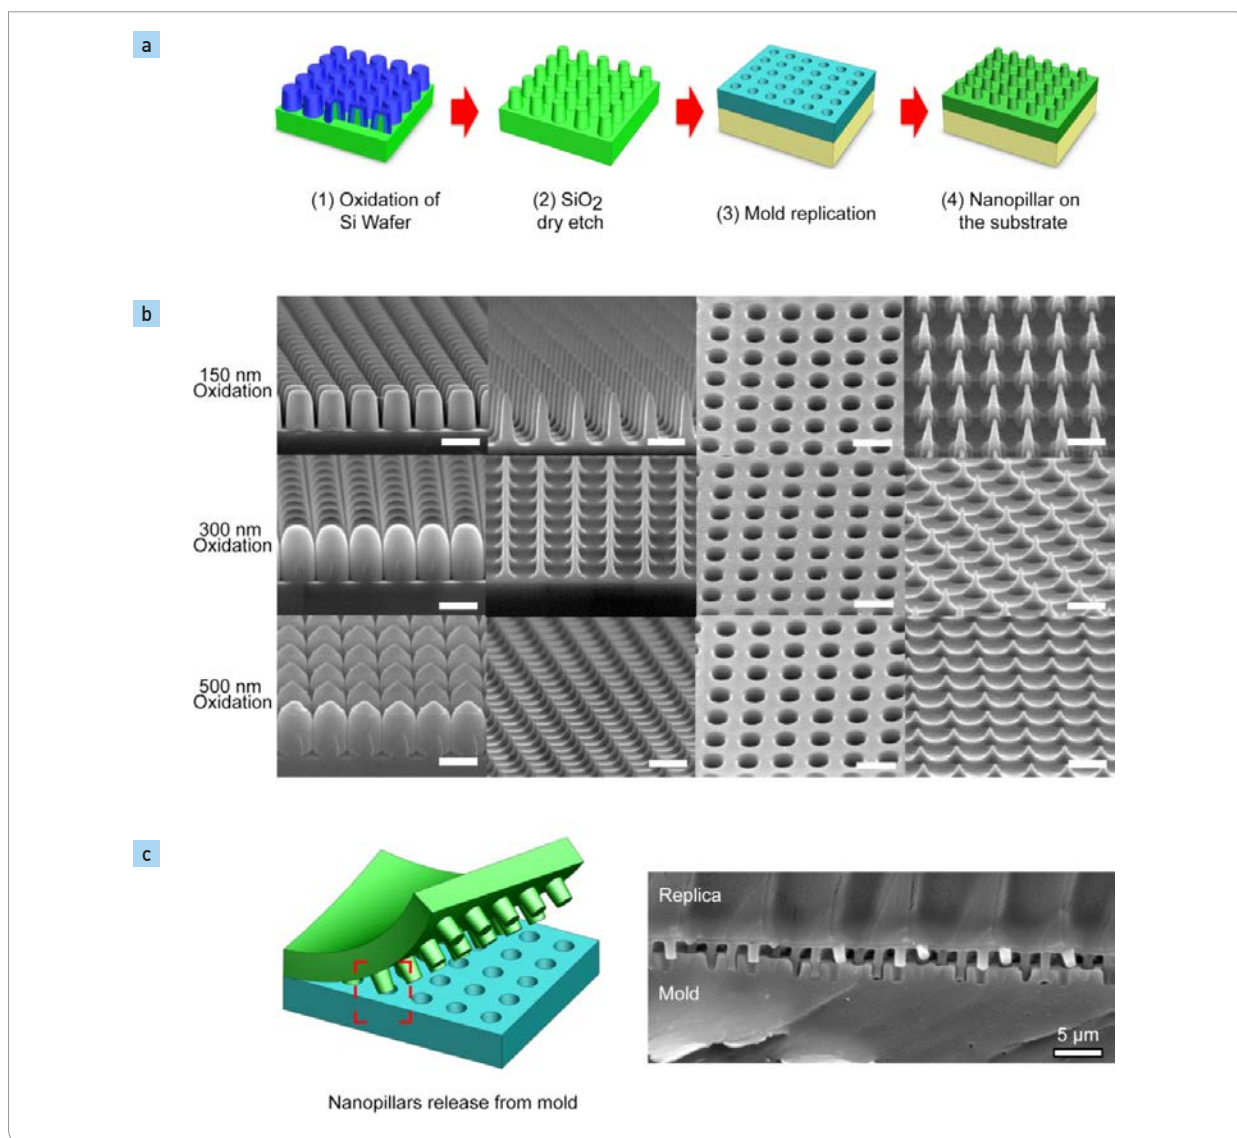 a
(1) Oxidation of
Si Wafer
(2) SiO2
dry etch
(3) Mold replication
(4) Nanopillar on
the substrate
b
150 nm
Oxidation
300 nm
Oxidation
500 nm
Oxidation
c
Replica
Mold
5 μm
Nanopillars release from mold